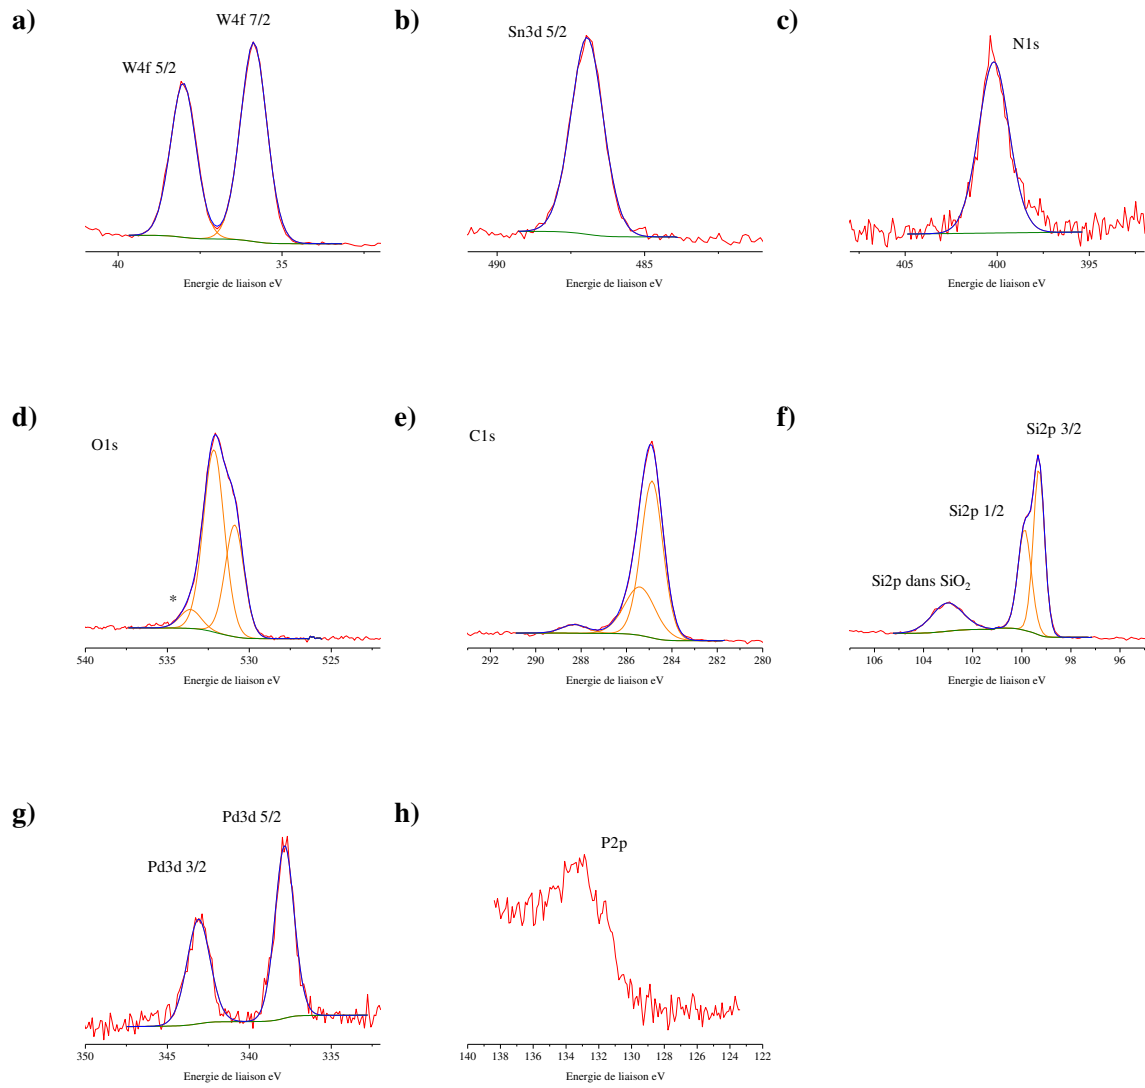 a)
W4f 7/2
W4f 5/2
40 35
Energie de liaison eV
b)
Sn3d 5/2
490 485
Energie de liaison eV
c)
N1s
405 400 395
Energie de liaison eV
d)
O1s
*
540 535 530 525
Energie de liaison eV
e)
C1s
292 290 288 286 284 282 280
Energie de liaison eV
f)
Si2p 3/2
Si2p 1/2
Si2p dans SiO₂
106 104 102 100 98 96
Energie de liaison eV
g)
Pd3d 5/2
Pd3d 3/2
350 345 340 335
Energie de liaison eV
h)
P2p
140 138 136 134 132 130 128 126 124 122
Energie de liaison eV